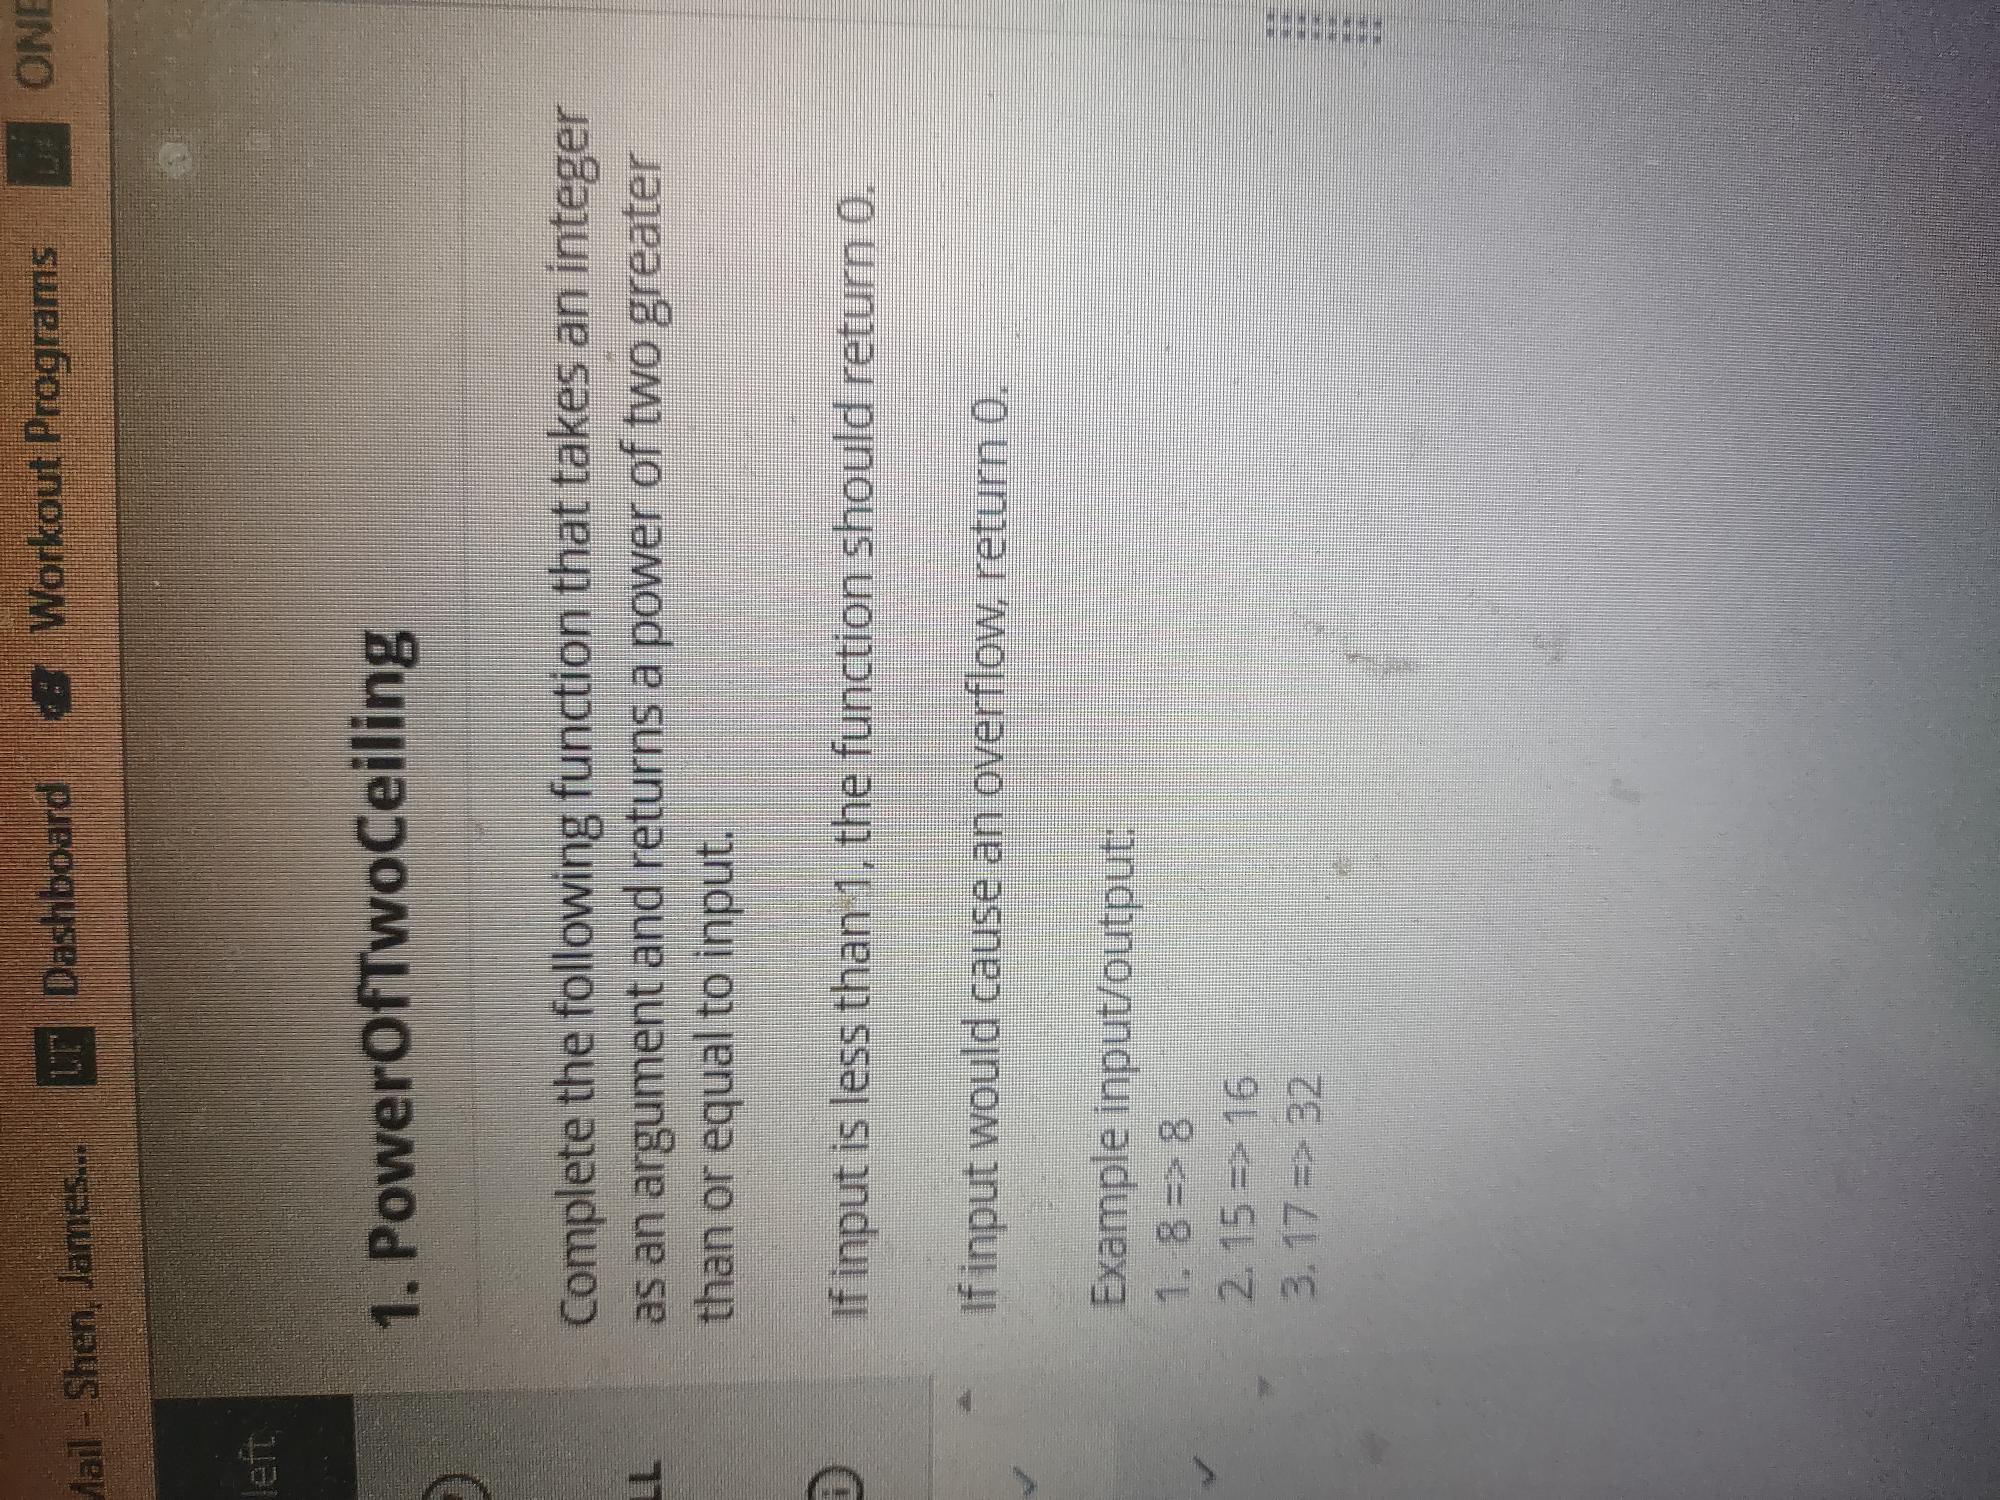 Mail - Shen, James... UT Dashboard Workout Programs ONE
left
1. PowerOfTwoCeiling
Complete the following function that takes an integer
as an argument and returns a power of two greater
than or equal to input.
LL
If input is less than 1, the function should return 0.
i
If input would cause an overflow, return 0.
Example input/output:
1. 8 => 8
2. 15 => 16
3. 17 => 32